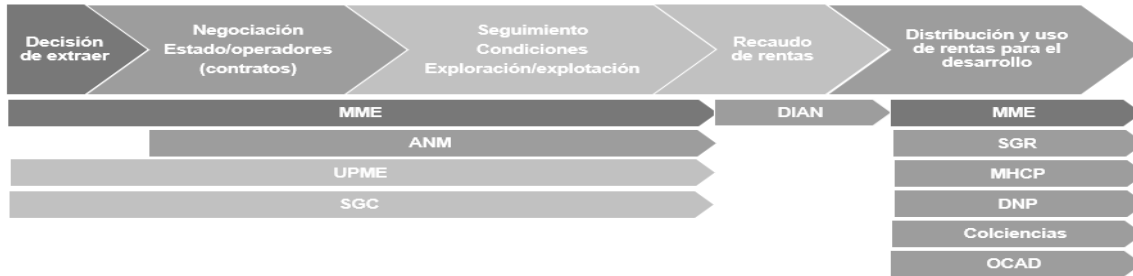 Decisión
de extraer
Negociación
Estado/operadores
(contratos)
Seguimiento
Condiciones
Exploración/explotación
Recaudo
de rentas
Distribución y uso
de rentas para el
desarrollo
MME
DIAN
MME
ANM
SGR
UPME
MHCP
SGC
DNP
Colciencias
OCAD